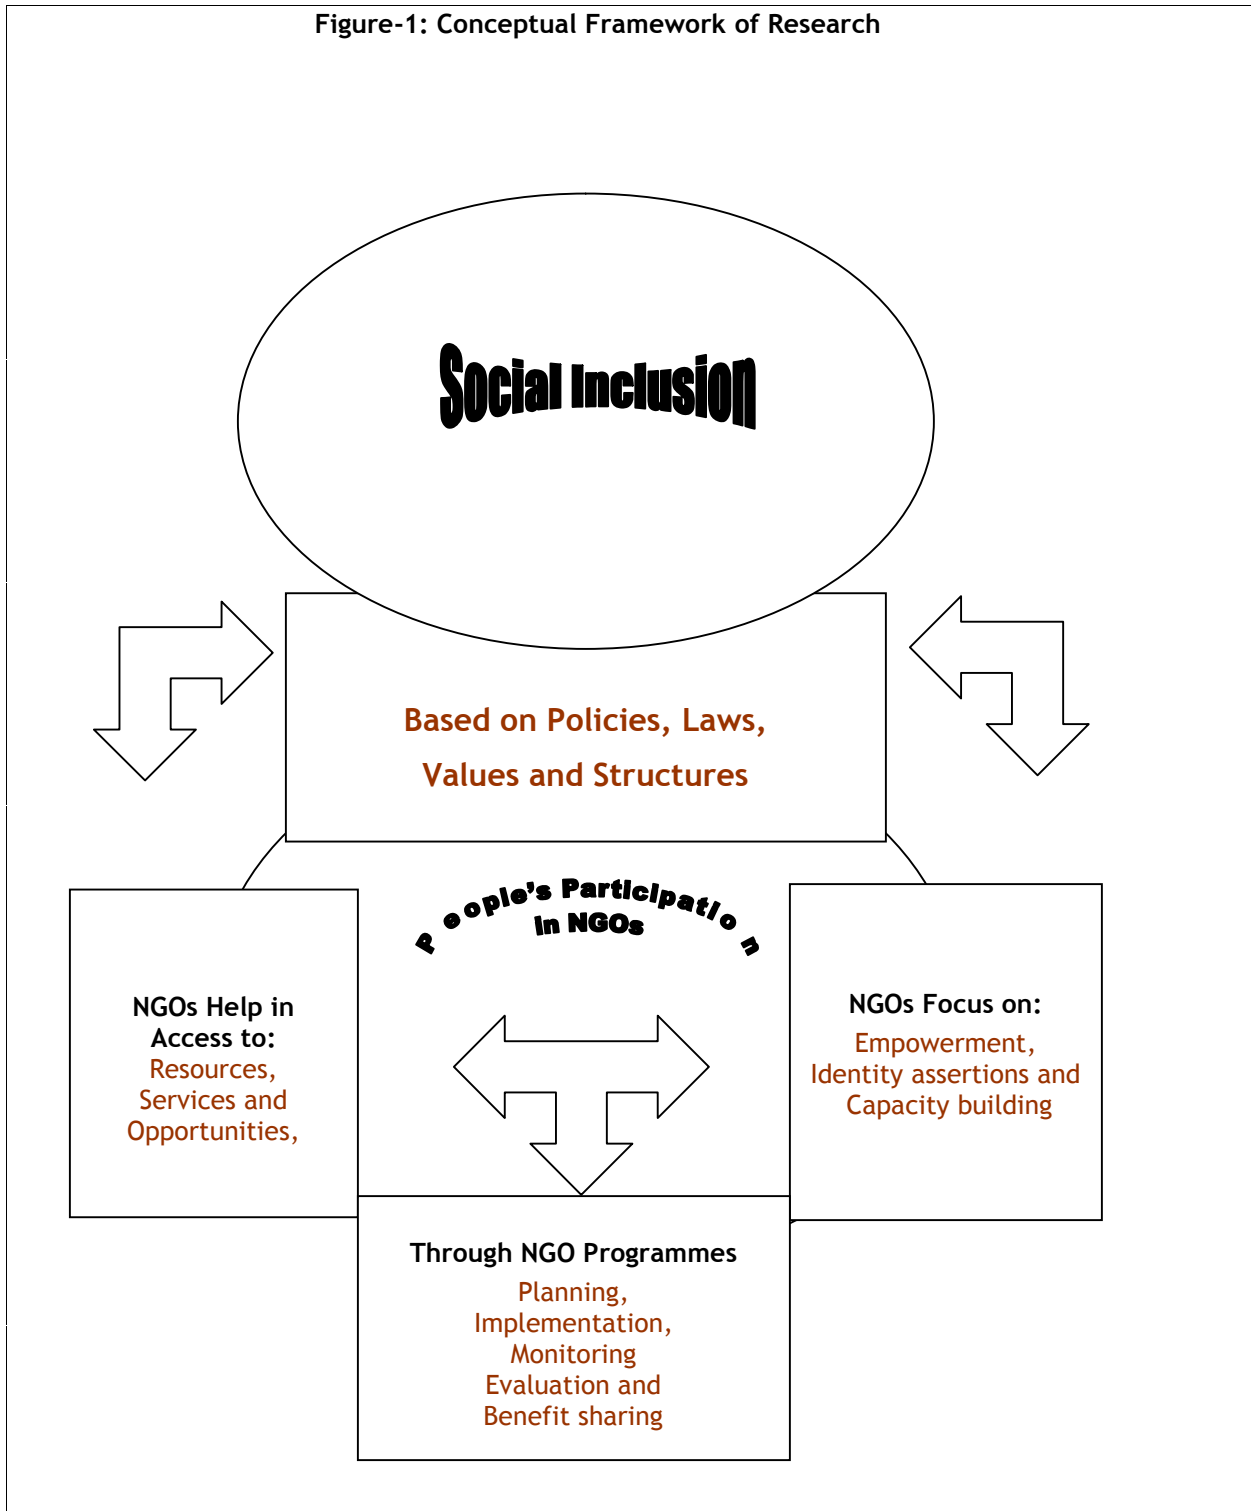 Figure-1: Conceptual Framework of Research
Social Inclusion
Based on Policies, Laws,
Values and Structures
People's Participation
in NGOs
NGOs Help in
Access to:
Resources,
Services and
Opportunities,
NGOs Focus on:
Empowerment,
Identity assertions and
Capacity building
Through NGO Programmes
Planning,
Implementation,
Monitoring
Evaluation and
Benefit sharing